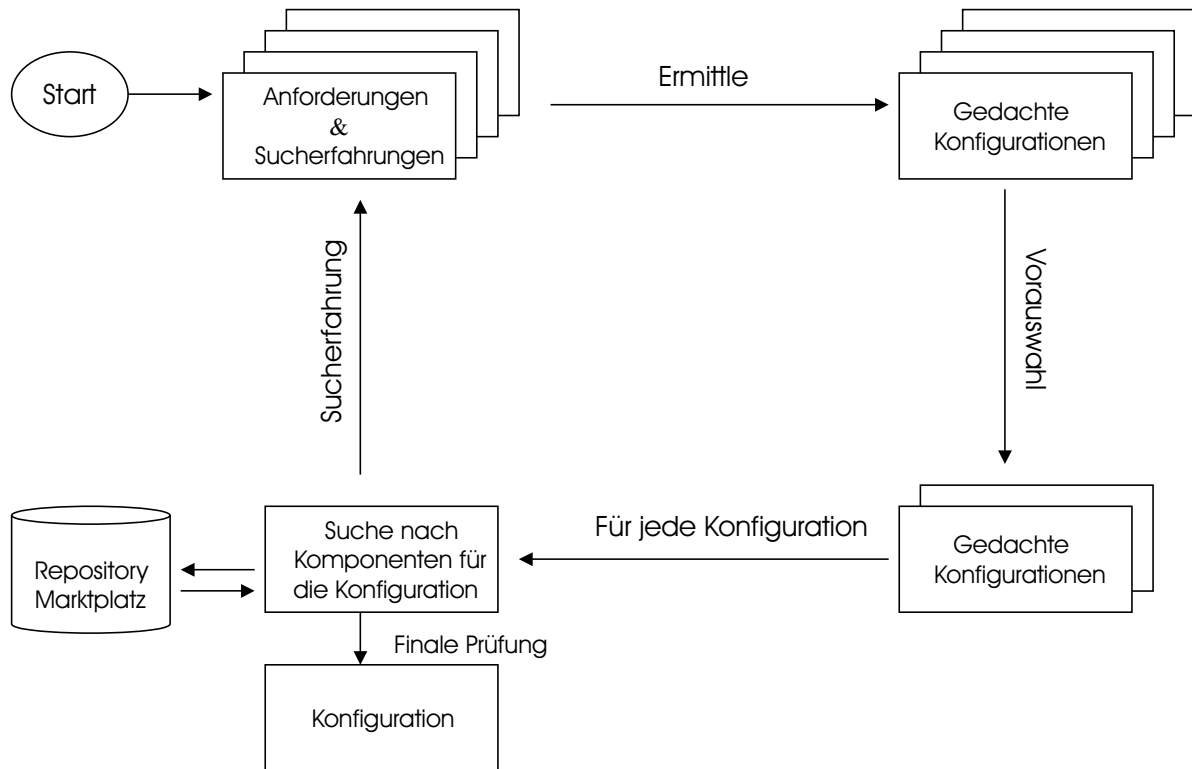 Start
Anforderungen
&
Sucherfahrungen
Ermittle
Gedachte
Konfigurationen
Sucherfahrung
Vorauswahl
Repository
Marktplatz
Suche nach
Komponenten für
die Konfiguration
Für jede Konfiguration
Gedachte
Konfigurationen
Finale Prüfung
Konfiguration